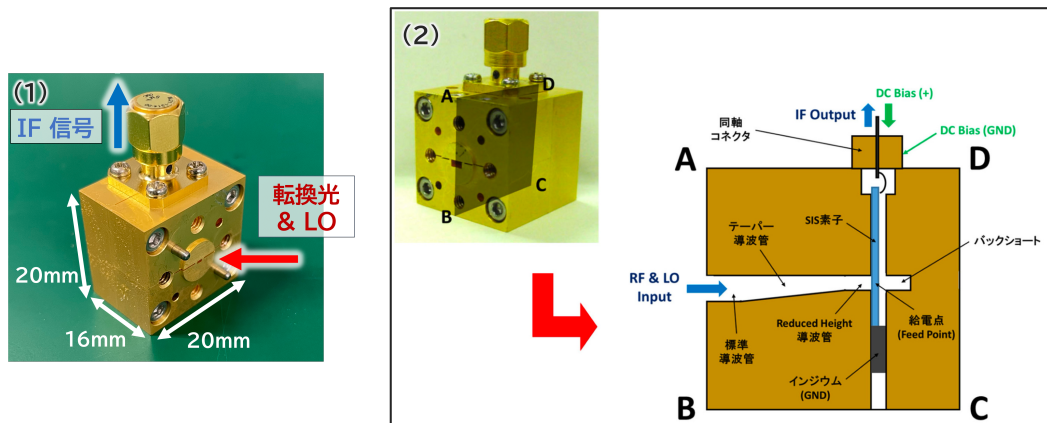 (1)
IF 信号
転換光
& LO
20mm
16mm
20mm
(2)
A
D
C
B
IF Output
DC Bias (+)
同軸
コネクタ
DC Bias (GND)
A
D
テーパー
導波管
SIS素子
バックショート
RF & LO
Input
標準
導波管
Reduced Height
導波管
給電点
(Feed Point)
インジウム
(GND)
B
C